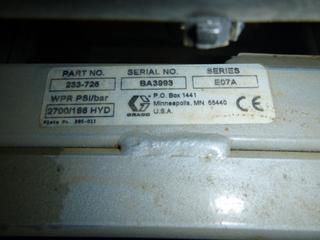 PART NO. SERIAL NO. SERIES
233-726 BA3993 E07A
WPR PSI/bar
2700/186 HYD
GRACO
P.O. Box 1441
Minneapolis, MN 55440
U.S.A.
CE